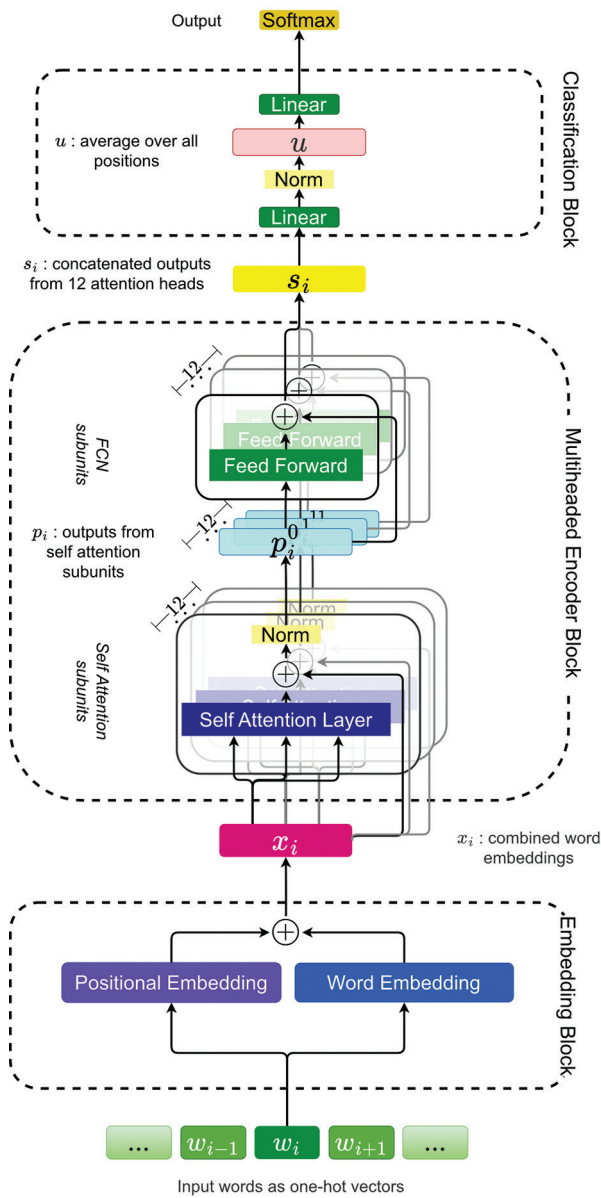 Output
Softmax
Classification Block
Linear
u : average over all
positions
u
Norm
Linear
s_i : concatenated outputs
from 12 attention heads
s_i
Multiheaded Encoder Block
12
FCN
subunits
Feed Forward
Feed Forward
12
p_i : outputs from
self attention
subunits
p_i^0 1 11
12
Self Attention
subunits
Norm
Norm
Norm
Self Attention Layer
x_i
x_i : combined word
embeddings
Embedding Block
Positional Embedding
Word Embedding
...
w_{i-1}
w_i
w_{i+1}
...
Input words as one-hot vectors